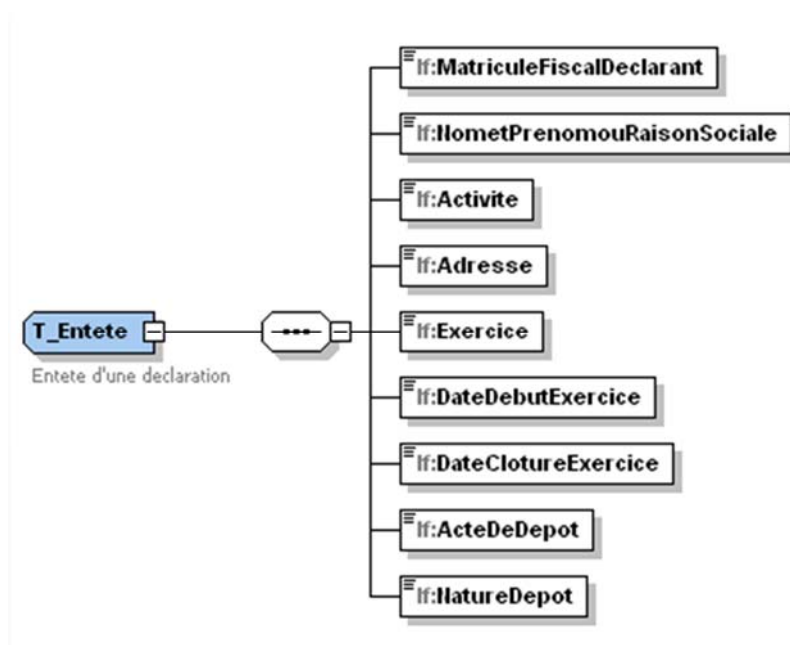 lf:MatriculeFiscalDeclarant
lf:NometPrenomouRaisonSociale
lf:Activite
lf:Adresse
T_Entete
lf:Exercice
Entete d'une declaration
lf:DateDebutExercice
lf:DateClotureExercice
lf:ActeDeDepot
lf:NatureDepot